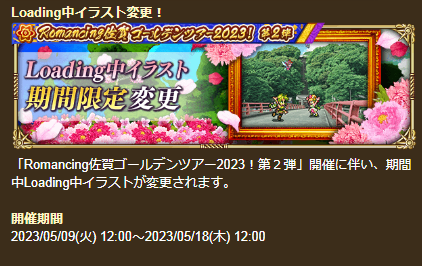 Loading中イラスト変更！
Romancing佐賀ゴールデンツアー2023！ 第2弾
Loading中イラスト
期間限定変更
「Romancing佐賀ゴールデンツアー2023！第２弾」開催に伴い、期間
中Loading中イラストが変更されます。
開催期間
2023/05/09(火) 12:00～2023/05/18(木) 12:00